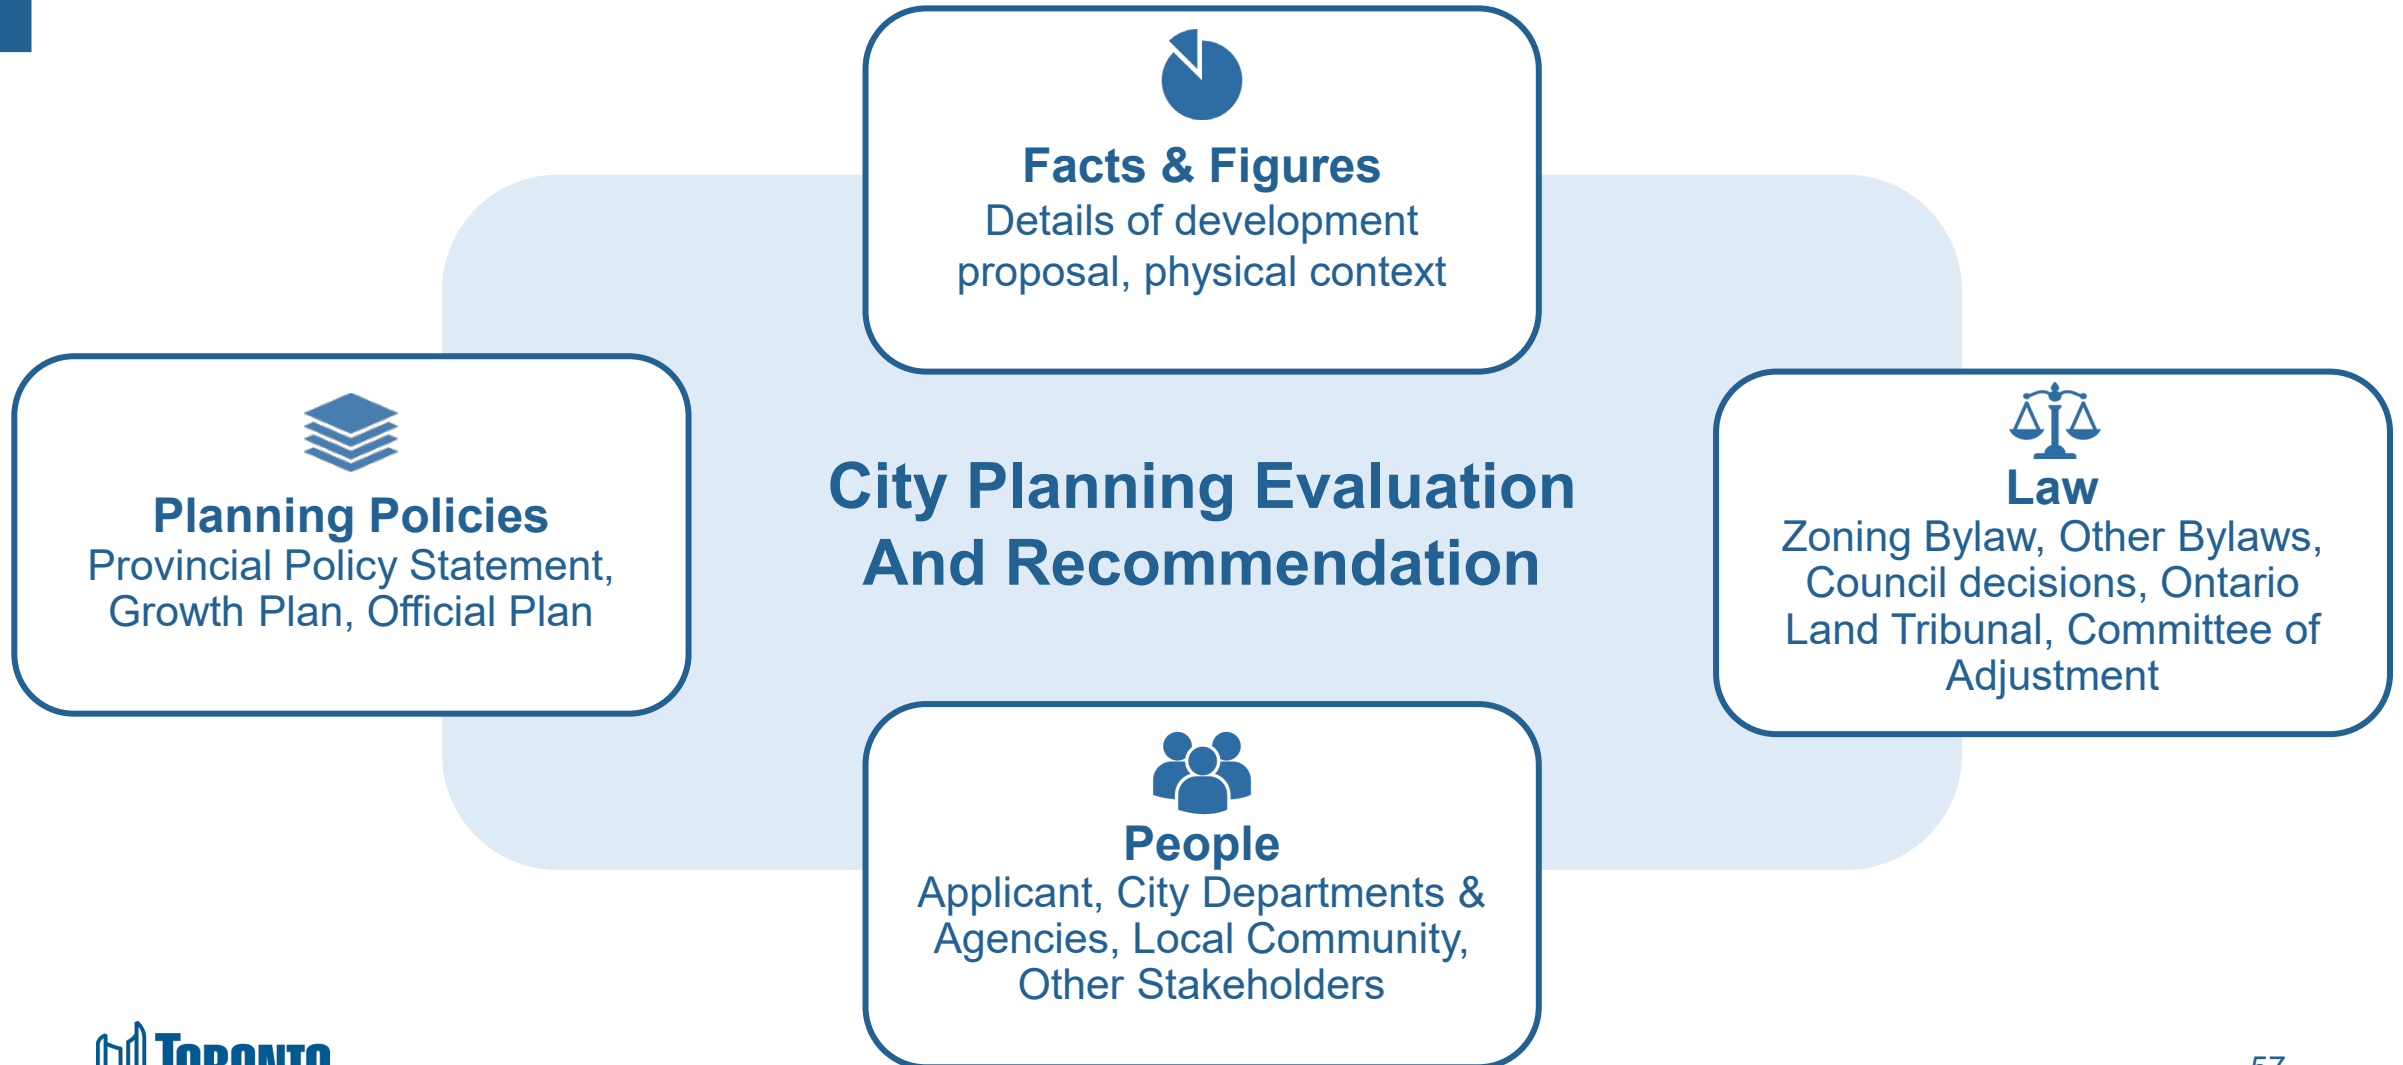 Facts & Figures
Details of development
proposal, physical context
Planning Policies
Provincial Policy Statement,
Growth Plan, Official Plan
City Planning Evaluation
And Recommendation
Law
Zoning Bylaw, Other Bylaws,
Council decisions, Ontario
Land Tribunal, Committee of
Adjustment
People
Applicant, City Departments &
Agencies, Local Community,
Other Stakeholders
TORONTO
57